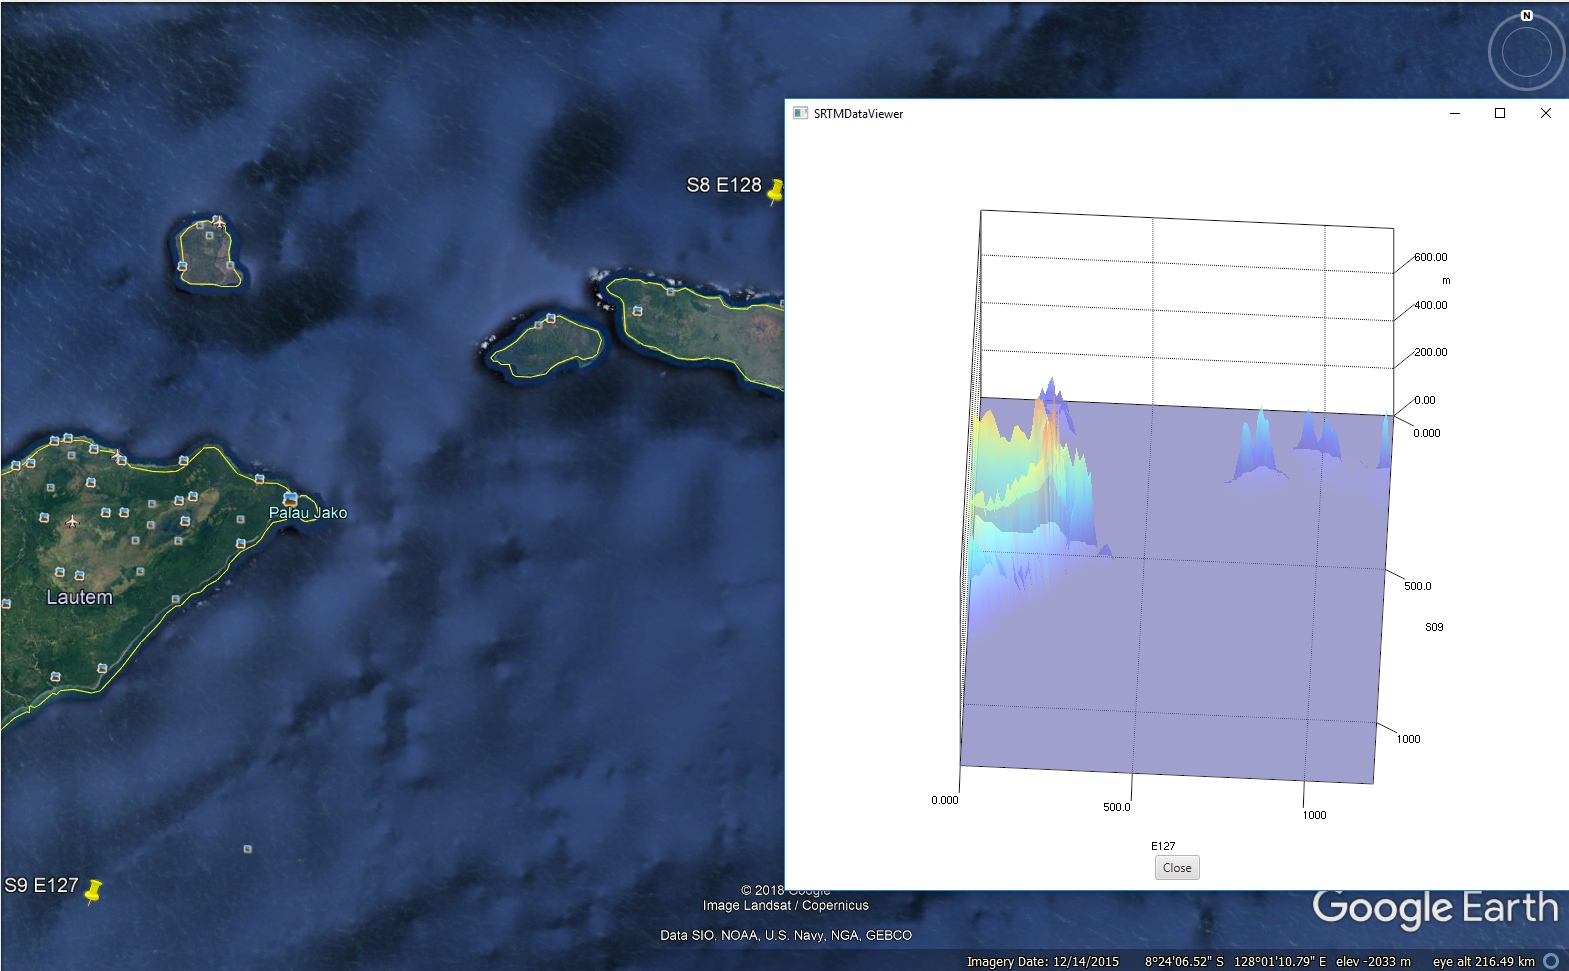 N
SRTMDataViewer
S8 E128
600.00
m
400.00
200.00
0.00
0.000
Palau Jako
500.0
Lautem
S09
1000
0.000
500.0
1000
E127
Close
S9 E127
© 2018 Google
Image Landsat / Copernicus
Google Earth
Data SIO, NOAA, U.S. Navy, NGA, GEBCO
Imagery Date: 12/14/2015 8°24'06.52" S 128°01'10.79" E elev -2033 m eye alt 216.49 km